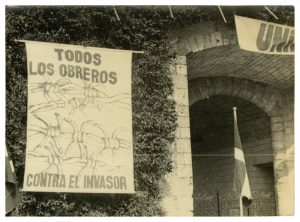 TODOS
LOS OBREROS
CONTRA EL INVASOR